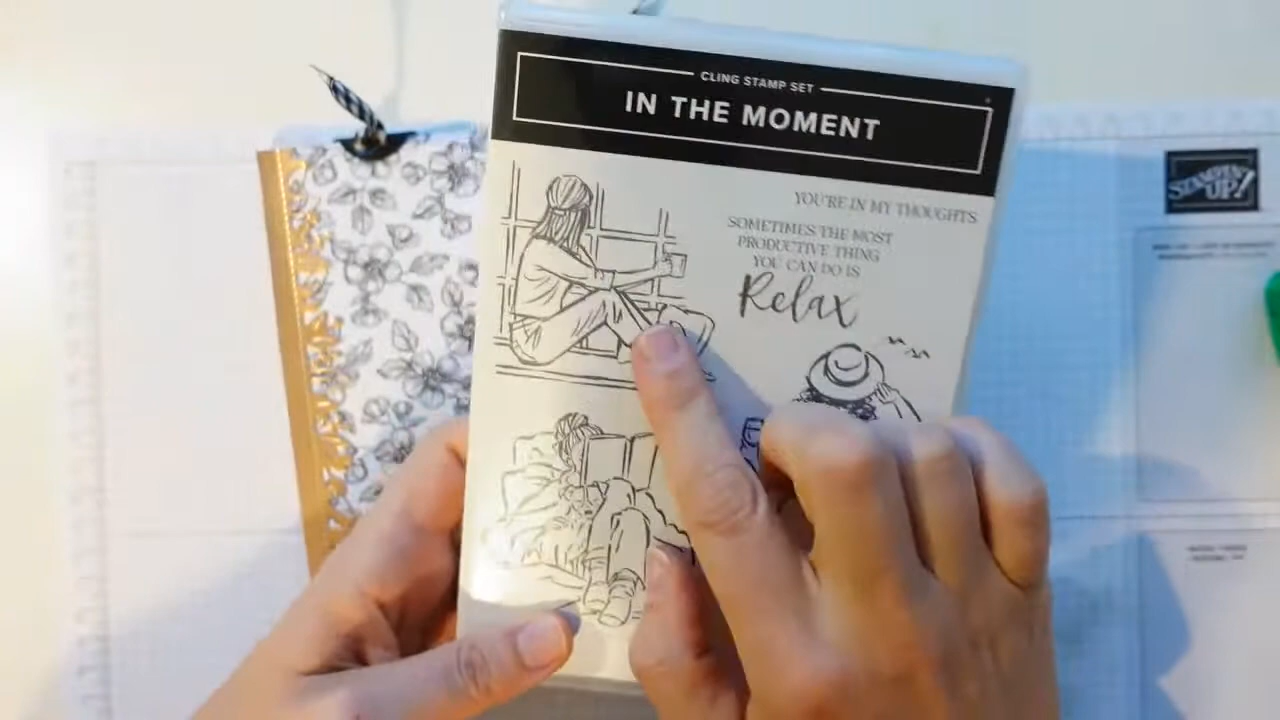 CLING STAMP SET
IN THE MOMENT
YOU'RE IN MY THOUGHTS
SOMETIMES THE MOST
PRODUCTIVE THING
YOU CAN DO IS
Relax
STAMPIN' UP!